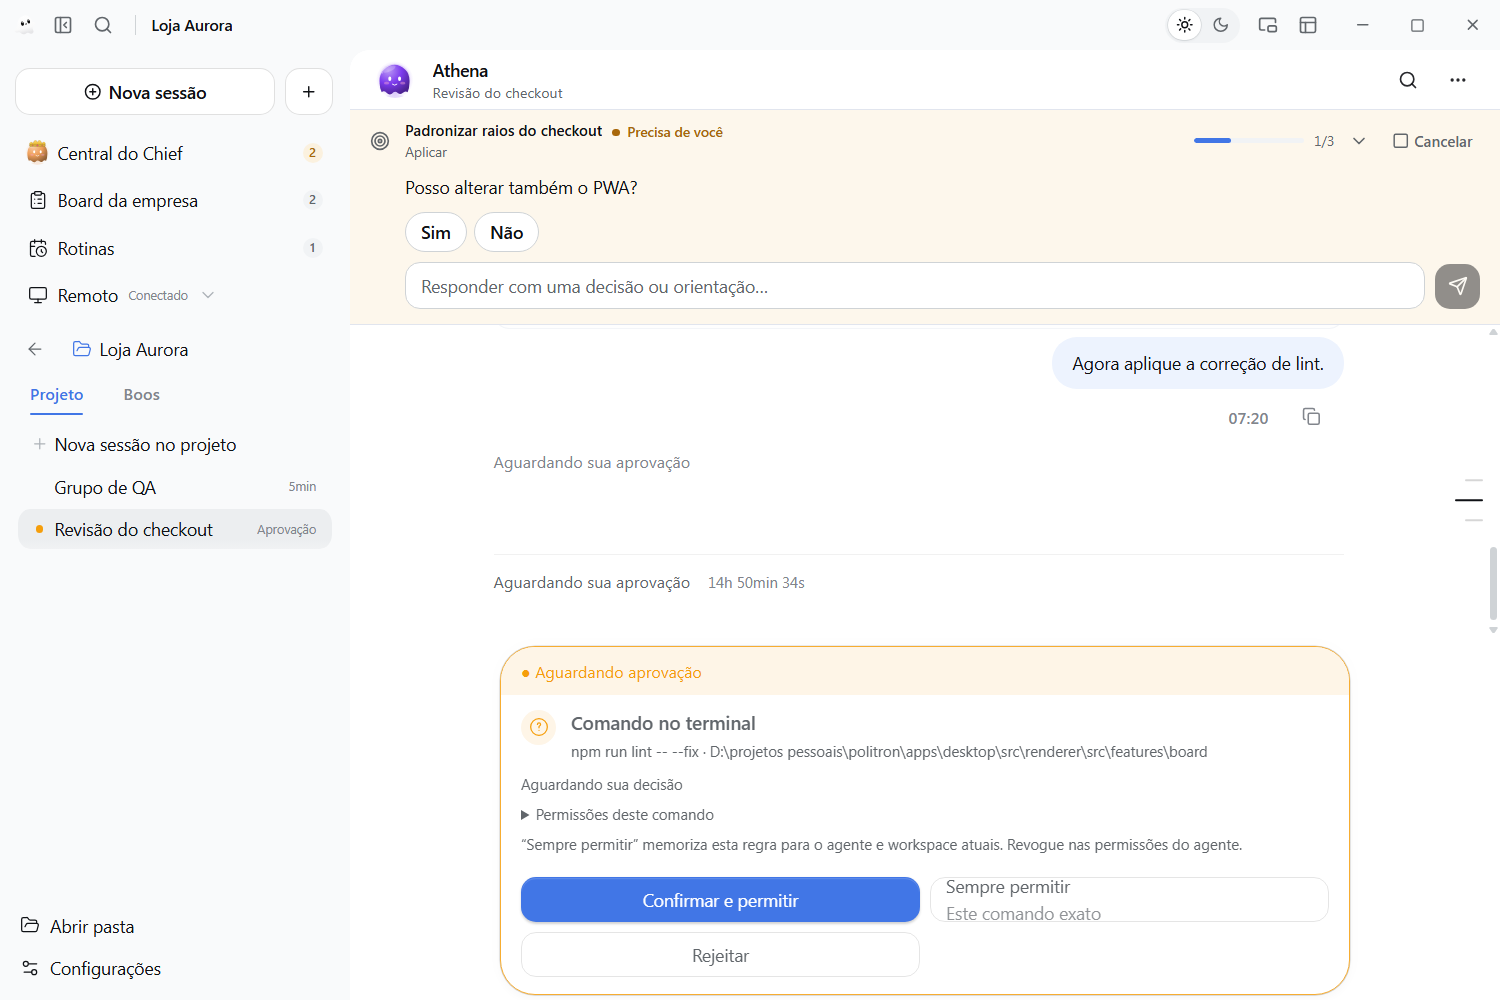 Loja Aurora
Nova sessão
Central do Chief 2
Board da empresa 2
Rotinas 1
Remoto Conectado
Loja Aurora
Projeto Boos
Nova sessão no projeto
Grupo de QA 5min
Revisão do checkout Aprovação
Abrir pasta
Configurações
Athena
Revisão do checkout
Padronizar raios do checkout Precisa de você
Aplicar
1/3 Cancelar
Posso alterar também o PWA?
Sim Não
Responder com uma decisão ou orientação...
Agora aplique a correção de lint.
07:20
Aguardando sua aprovação
Aguardando sua aprovação 14h 50min 34s
Aguardando aprovação
Comando no terminal
npm run lint -- --fix · D:\projetos pessoais\politron\apps\desktop\src\renderer\src\features\board
Aguardando sua decisão
Permissões deste comando
“Sempre permitir” memoriza esta regra para o agente e workspace atuais. Revogue nas permissões do agente.
Confirmar e permitir
Sempre permitir
Este comando exato
Rejeitar